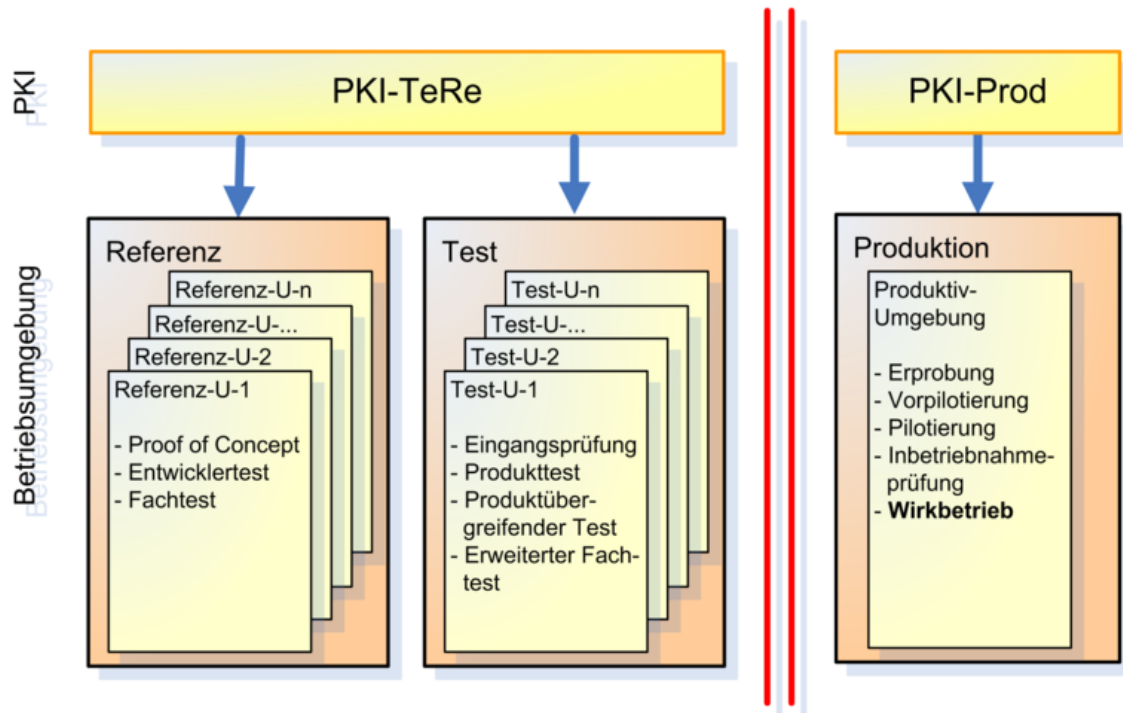 PKI
PKI-TeRe
PKI-Prod
Betriebsumgebung
Referenz
Referenz-U-n
Referenz-U-...
Referenz-U-2
Referenz-U-1
- Proof of Concept
- Entwicklertest
- Fachtest
Test
Test-U-n
Test-U-...
Test-U-2
Test-U-1
- Eingangsprüfung
- Produkttest
- Produktüber-
greifender Test
- Erweiterter Fach-
test
Produktion
Produktiv-
Umgebung
- Erprobung
- Vorpilotierung
- Pilotierung
- Inbetriebnahme-
prüfung
- Wirkbetrieb